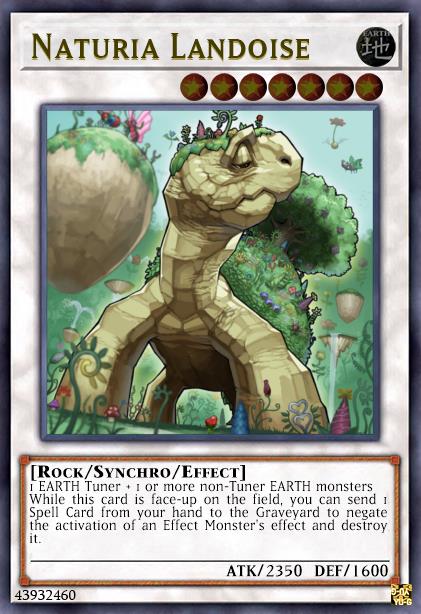 Naturia Landoise
EARTH
地
[Rock/Synchro/Effect]
1 EARTH Tuner + 1 or more non-Tuner EARTH monsters
While this card is face-up on the field, you can send 1
Spell Card from your hand to the Graveyard to negate
the activation of an Effect Monster's effect and destroy
it.
ATK/2350 DEF/1600
43932460